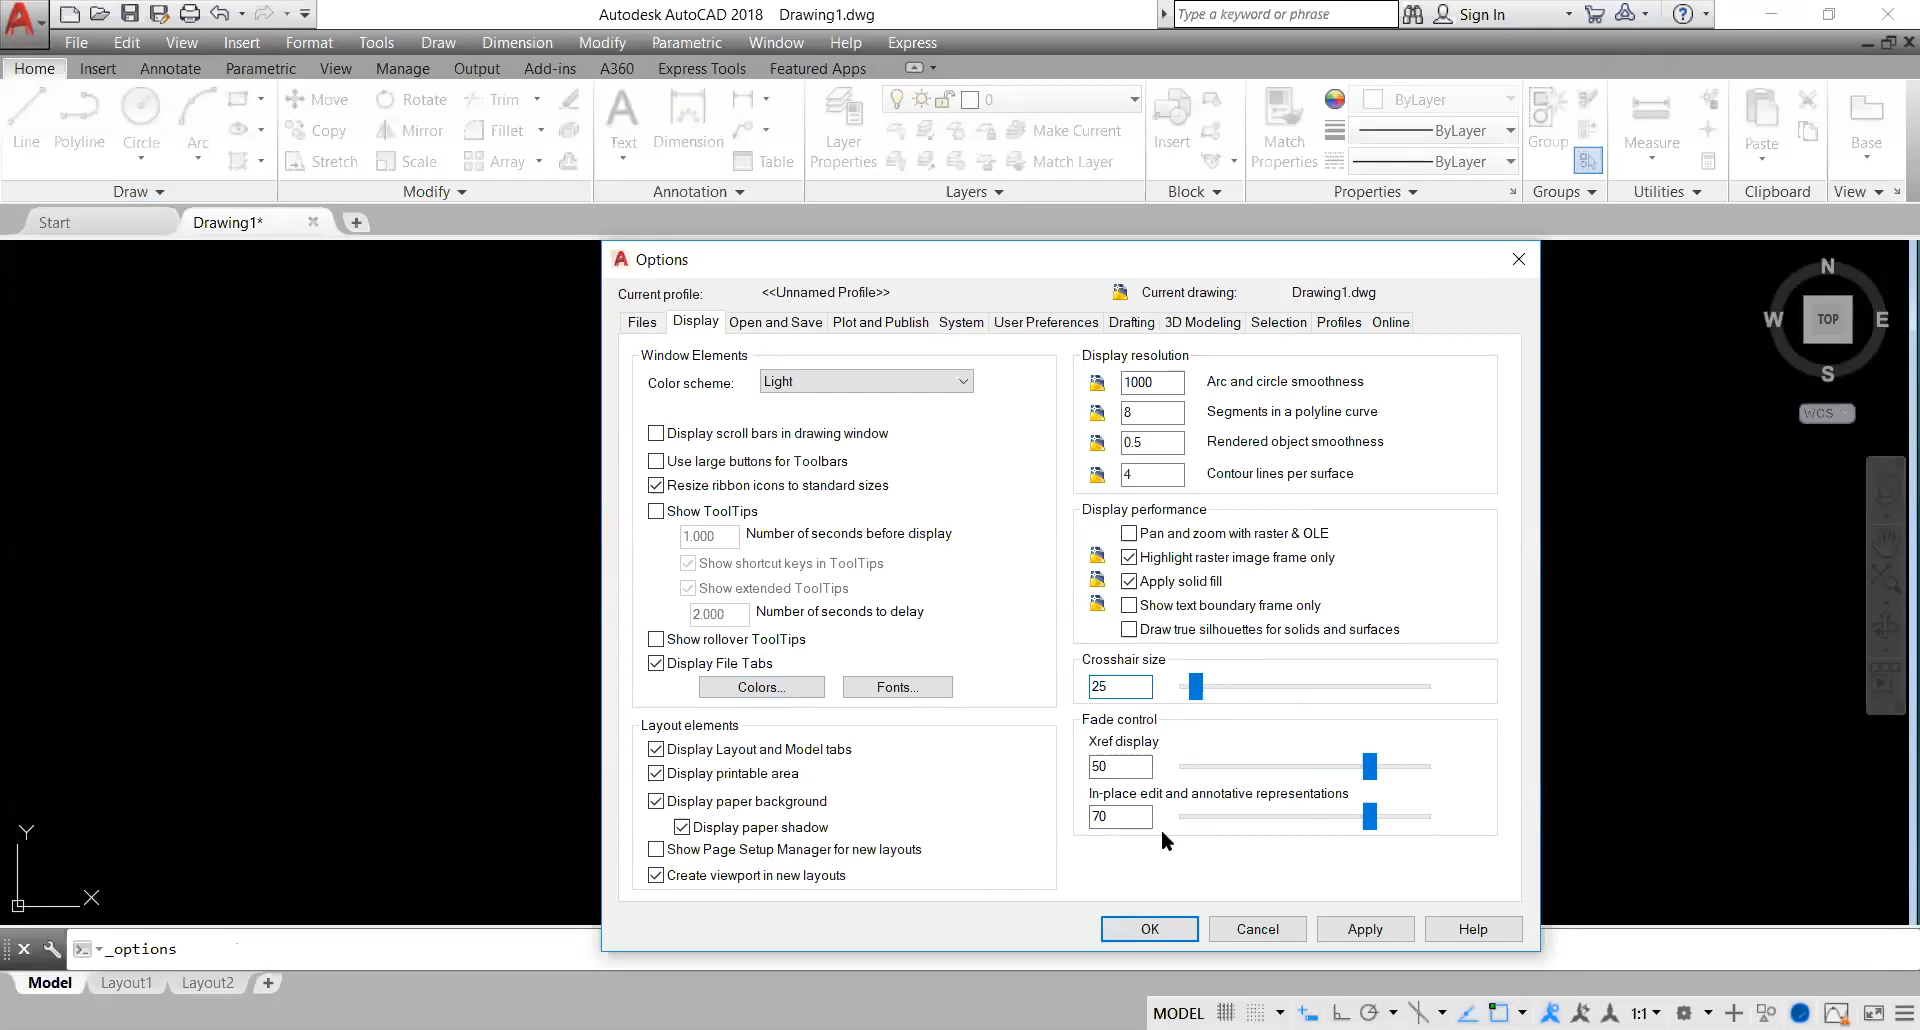 Autodesk AutoCAD 2018 Drawing1.dwg
Type a keyword or phrase
Sign In
File Edit View Insert Format Tools Draw Dimension Modify Parametric Window Help Express
Home Insert Annotate Parametric View Manage Output Add-ins A360 Express Tools Featured Apps
Line Polyline Circle Arc
Move Rotate Trim
Copy Mirror Fillet
Stretch Scale Array
Text Dimension Table
Layer Properties
0
Make Current
Match Layer
Insert
Match Properties
ByLayer
ByLayer
ByLayer
Group
Measure
Paste
Base
Draw Modify Annotation Layers Block Properties Groups Utilities Clipboard View
Start Drawing1*
Options
Current profile: <<Unnamed Profile>> Current drawing: Drawing1.dwg
Files Display Open and Save Plot and Publish System User Preferences Drafting 3D Modeling Selection Profiles Online
Window Elements
Color scheme: Light
Display scroll bars in drawing window
Use large buttons for Toolbars
Resize ribbon icons to standard sizes
Show ToolTips
1.000 Number of seconds before display
Show shortcut keys in ToolTips
Show extended ToolTips
2.000 Number of seconds to delay
Show rollover ToolTips
Display File Tabs
Colors... Fonts...
Layout elements
Display Layout and Model tabs
Display printable area
Display paper background
Display paper shadow
Show Page Setup Manager for new layouts
Create viewport in new layouts
Display resolution
1000 Arc and circle smoothness
8 Segments in a polyline curve
0.5 Rendered object smoothness
4 Contour lines per surface
Display performance
Pan and zoom with raster & OLE
Highlight raster image frame only
Apply solid fill
Show text boundary frame only
Draw true silhouettes for solids and surfaces
Crosshair size
25
Fade control
Xref display
50
In-place edit and annotative representations
70
OK Cancel Apply Help
N
W TOP E
S
WCS
Y
X
_options
Model Layout1 Layout2
MODEL 1:1